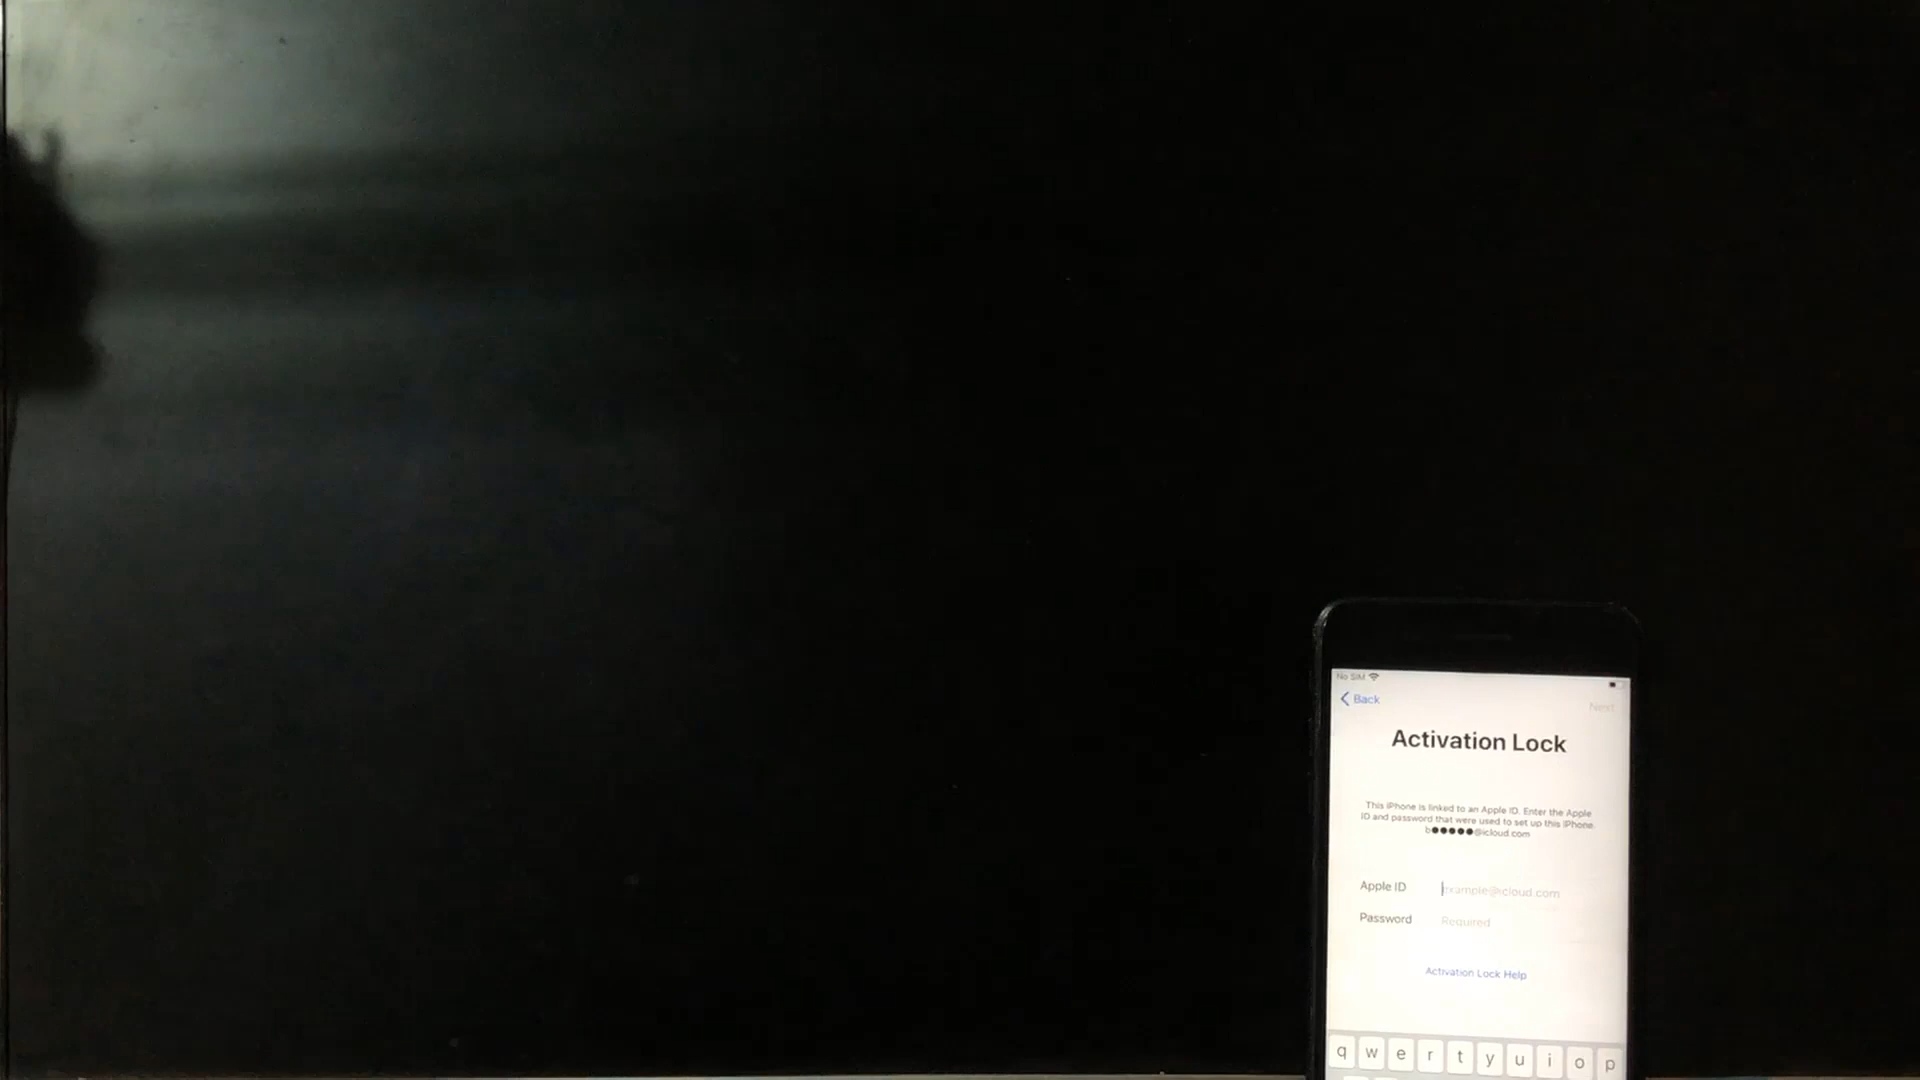 No SIM
Back
Next
Activation Lock
This iPhone is linked to an Apple ID. Enter the Apple
ID and password that were used to set up this iPhone.
b●●●●●@icloud.com
Apple ID example@icloud.com
Password Required
Activation Lock Help
q w e r t y u i o p